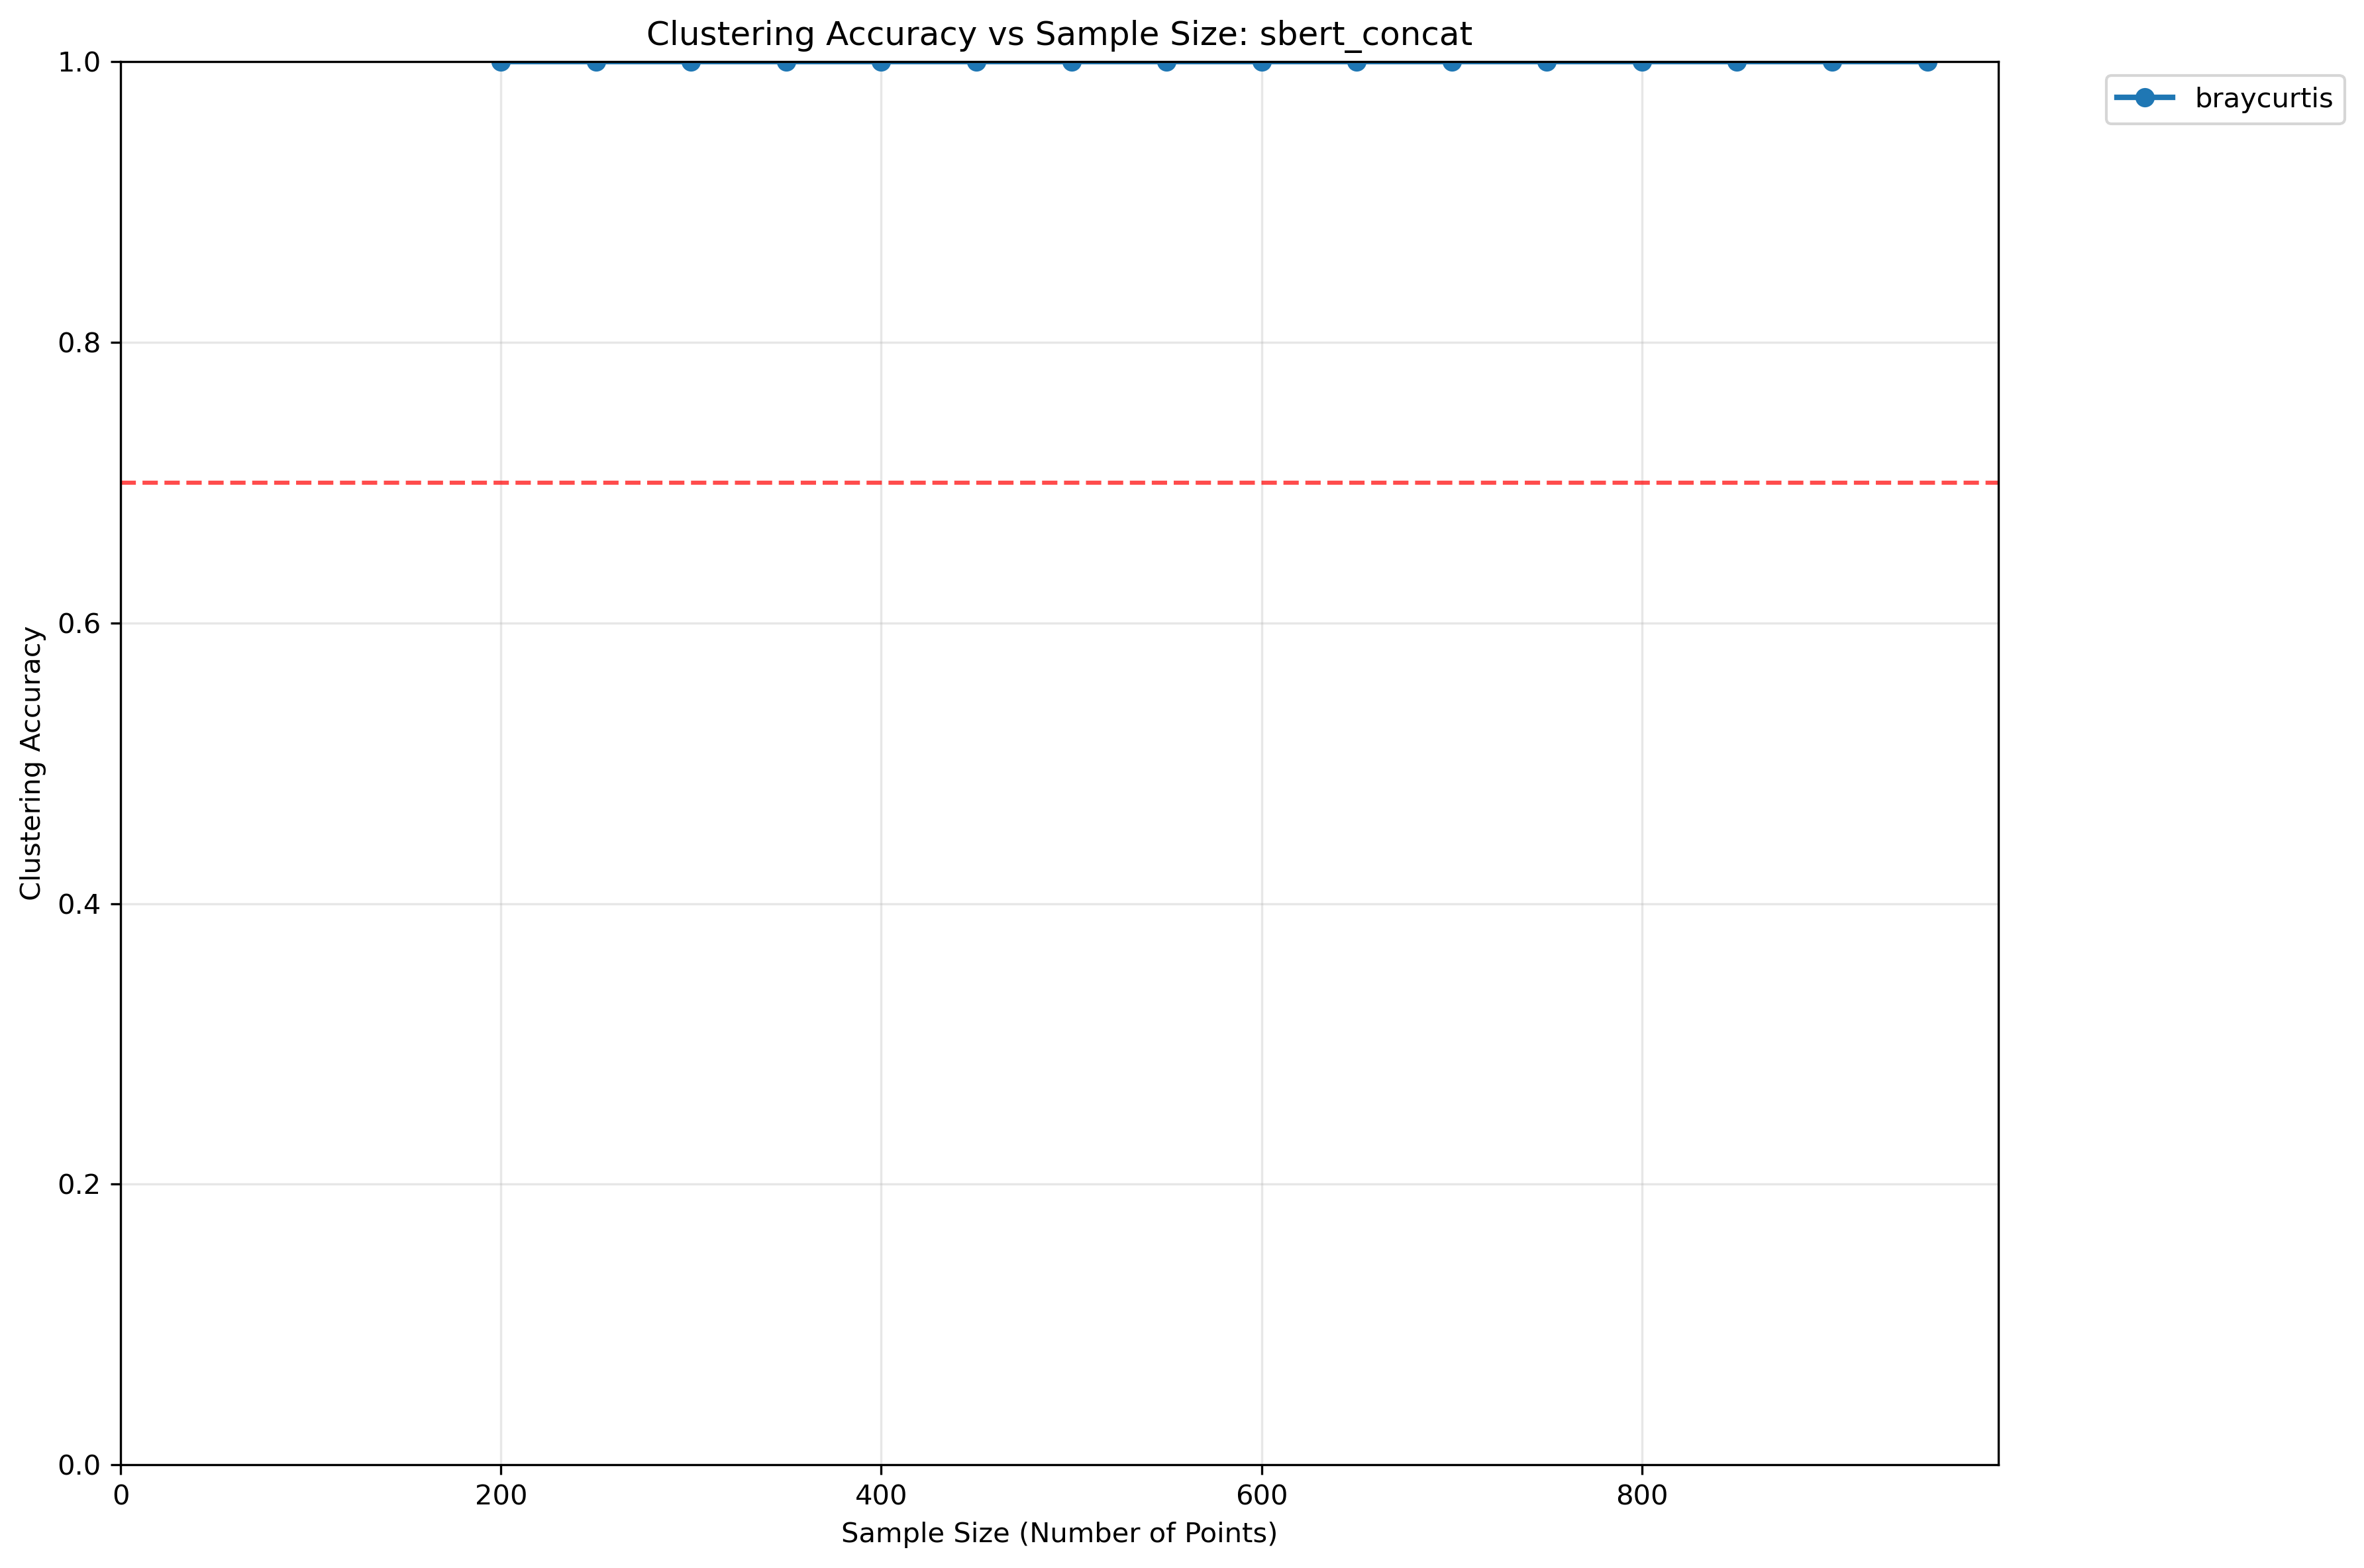 Clustering Accuracy vs Sample Size: sbert_concat
braycurtis
1.0
0.8
0.6
0.4
0.2
0.0
Clustering Accuracy
0 200 400 600 800
Sample Size (Number of Points)